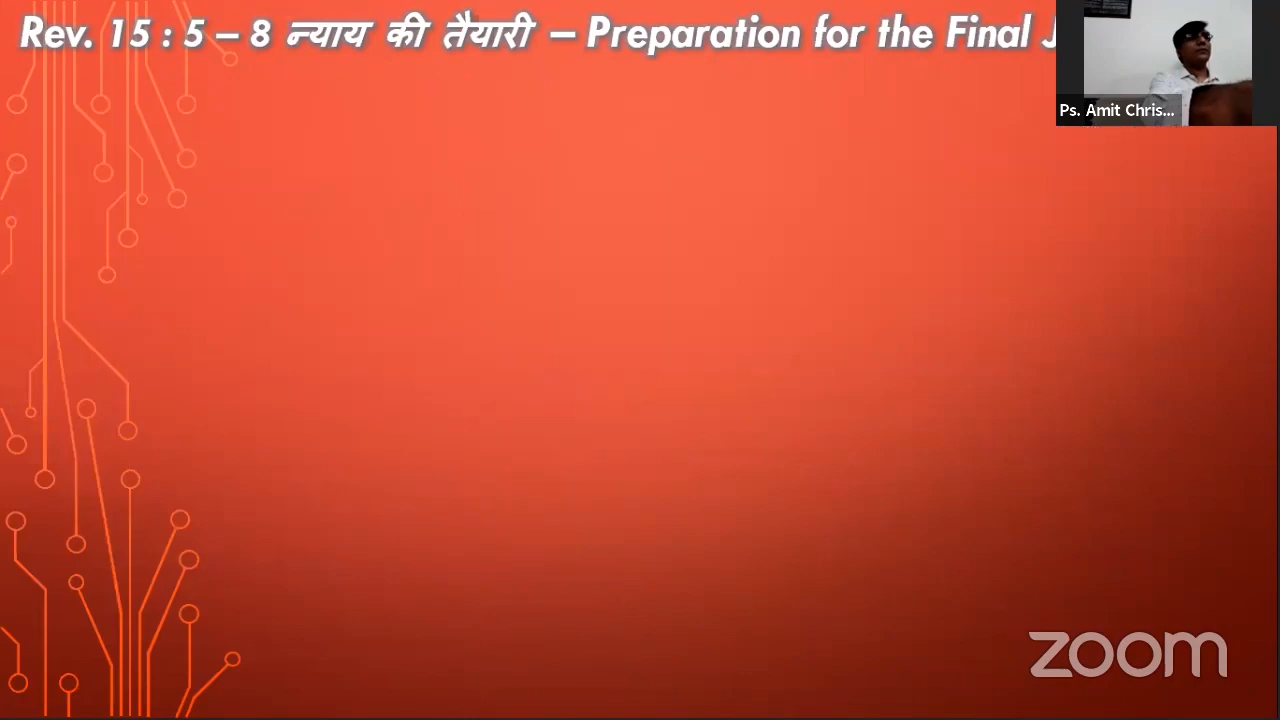 Rev. 15 : 5 – 8 न्याय की तैयारी – Preparation for the Final
Ps. Amit Chris...
zoom